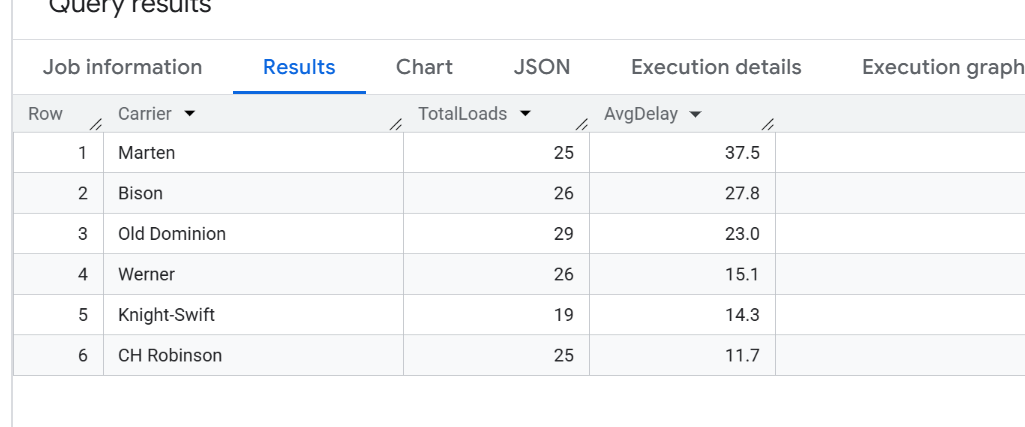 Query results
Job information Results Chart JSON Execution details Execution graph
Row Carrier TotalLoads AvgDelay
1 Marten 25 37.5
2 Bison 26 27.8
3 Old Dominion 29 23.0
4 Werner 26 15.1
5 Knight-Swift 19 14.3
6 CH Robinson 25 11.7